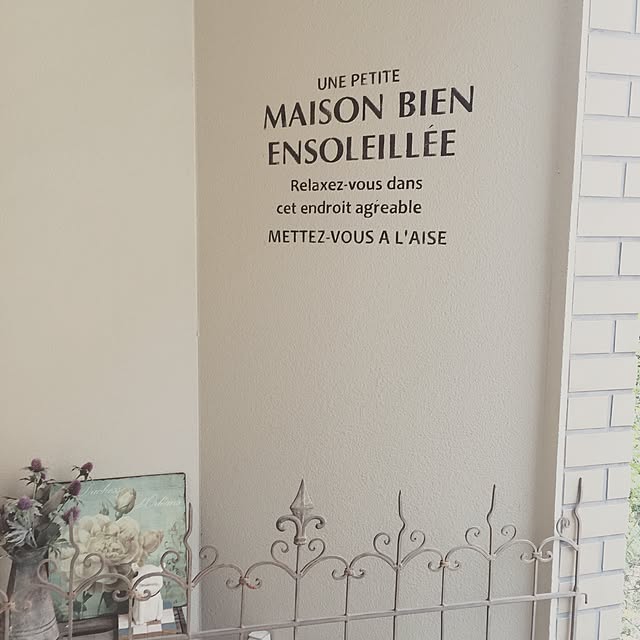 UNE PETITE
MAISON BIEN
ENSOLEILLÉE
Relaxez-vous dans
cet endroit agreable
METTEZ-VOUS A L'AISE